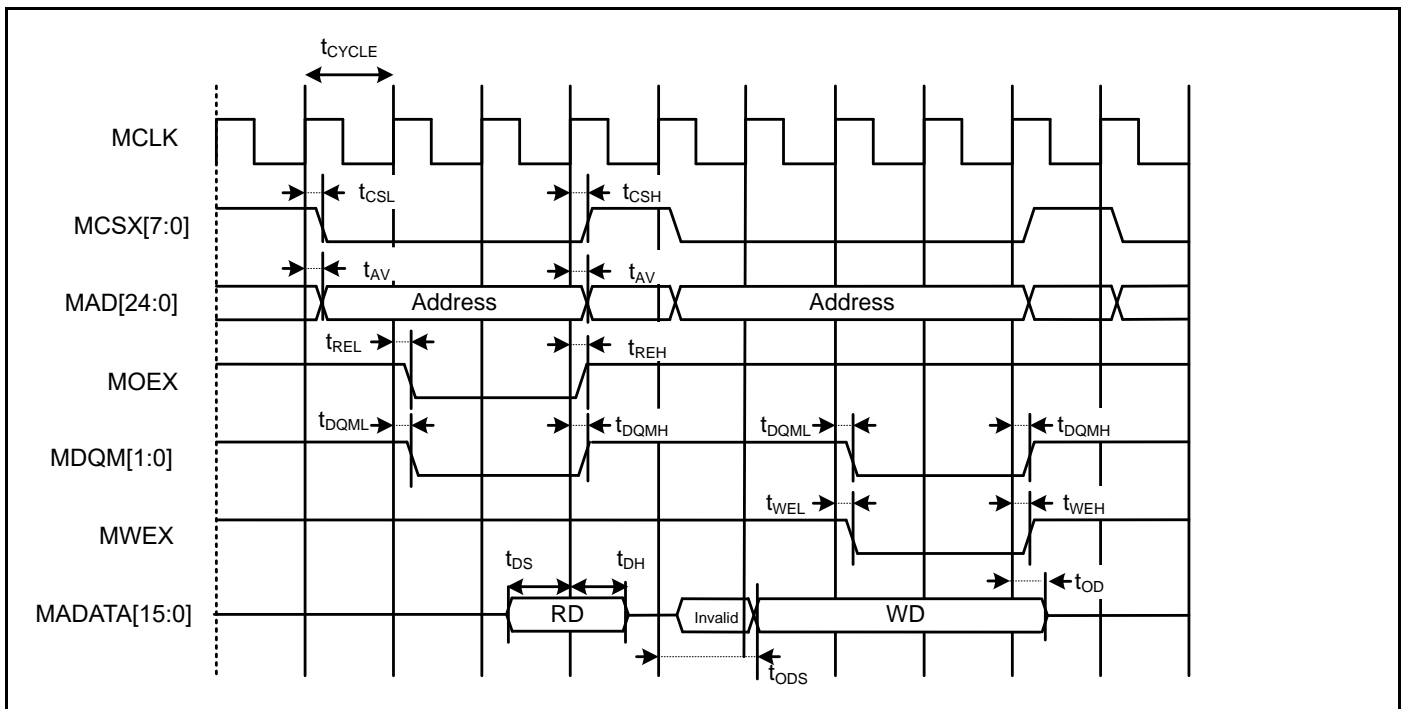 tCYCLE
MCLK
tCSL tCSH
MCSX[7:0]
tAV tAV
MAD[24:0] Address Address
tREL tREH
MOEX
tDQML tDQMH tDQML tDQMH
MDQM[1:0]
tWEL tWEH
MWEX
tDS tDH
tOD
MADATA[15:0] RD Invalid WD
tODS